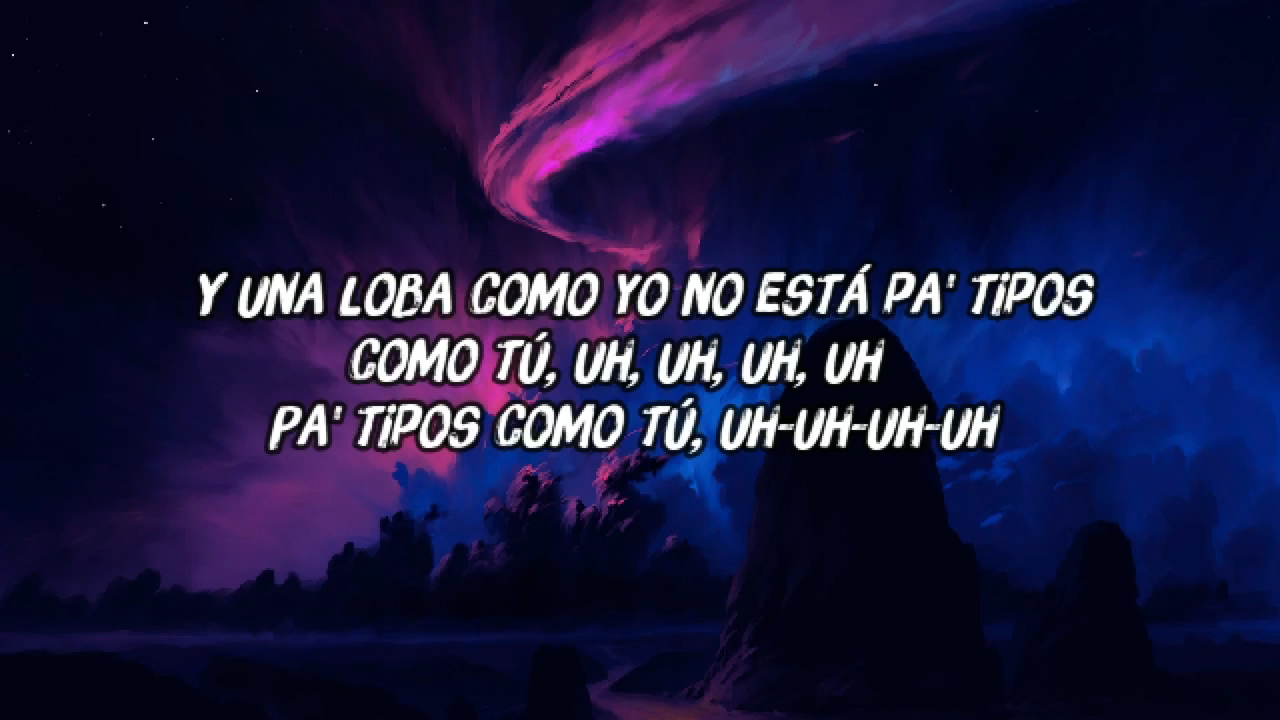 Y UNA LOBA COMO YO NO ESTÁ PA' TIPOS
COMO TÚ, UH, UH, UH, UH
PA' TIPOS COMO TÚ, UH-UH-UH-UH